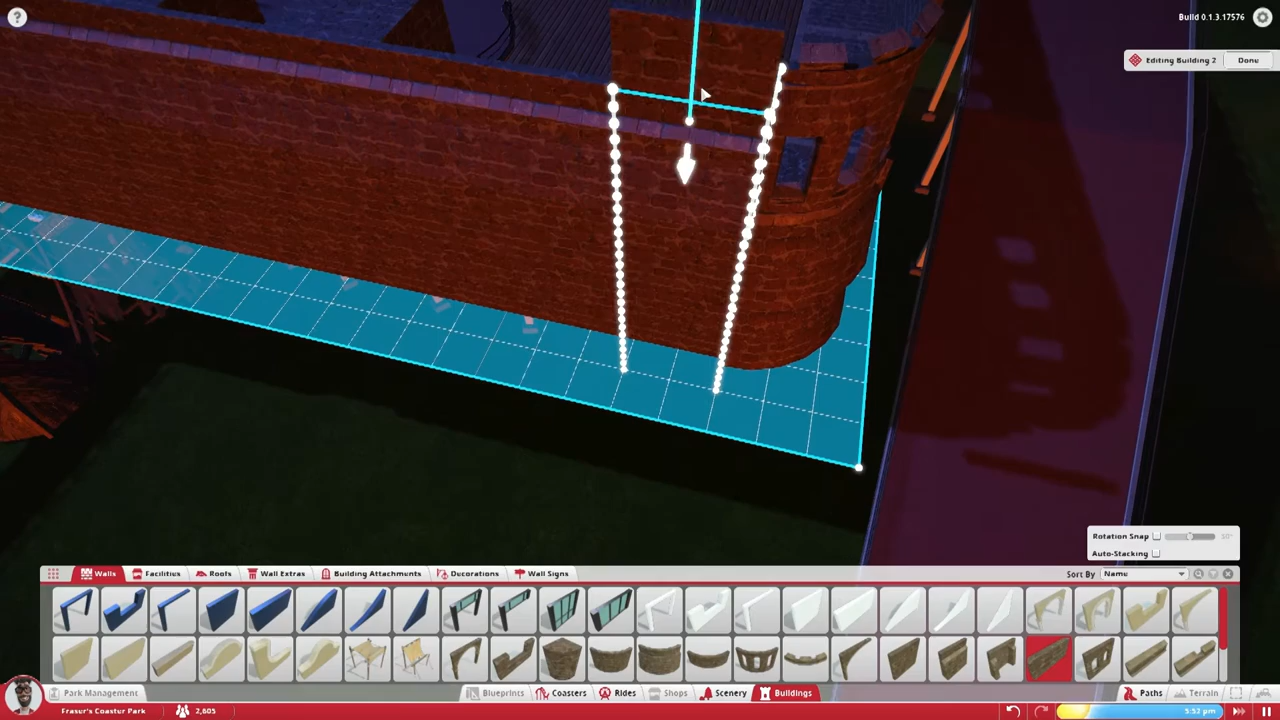 ?
Build 0.1.3.17576
Editing Building 2
Done
Rotation Snap
Auto-Stacking
Walls
Facilities
Roofs
Wall Extras
Building Attachments
Decorations
Wall Signs
Sort By
Name
Park Management
Blueprints
Coasters
Rides
Shops
Scenery
Buildings
Paths
Terrain
Fraser's Coaster Park
2,605
5:52 pm